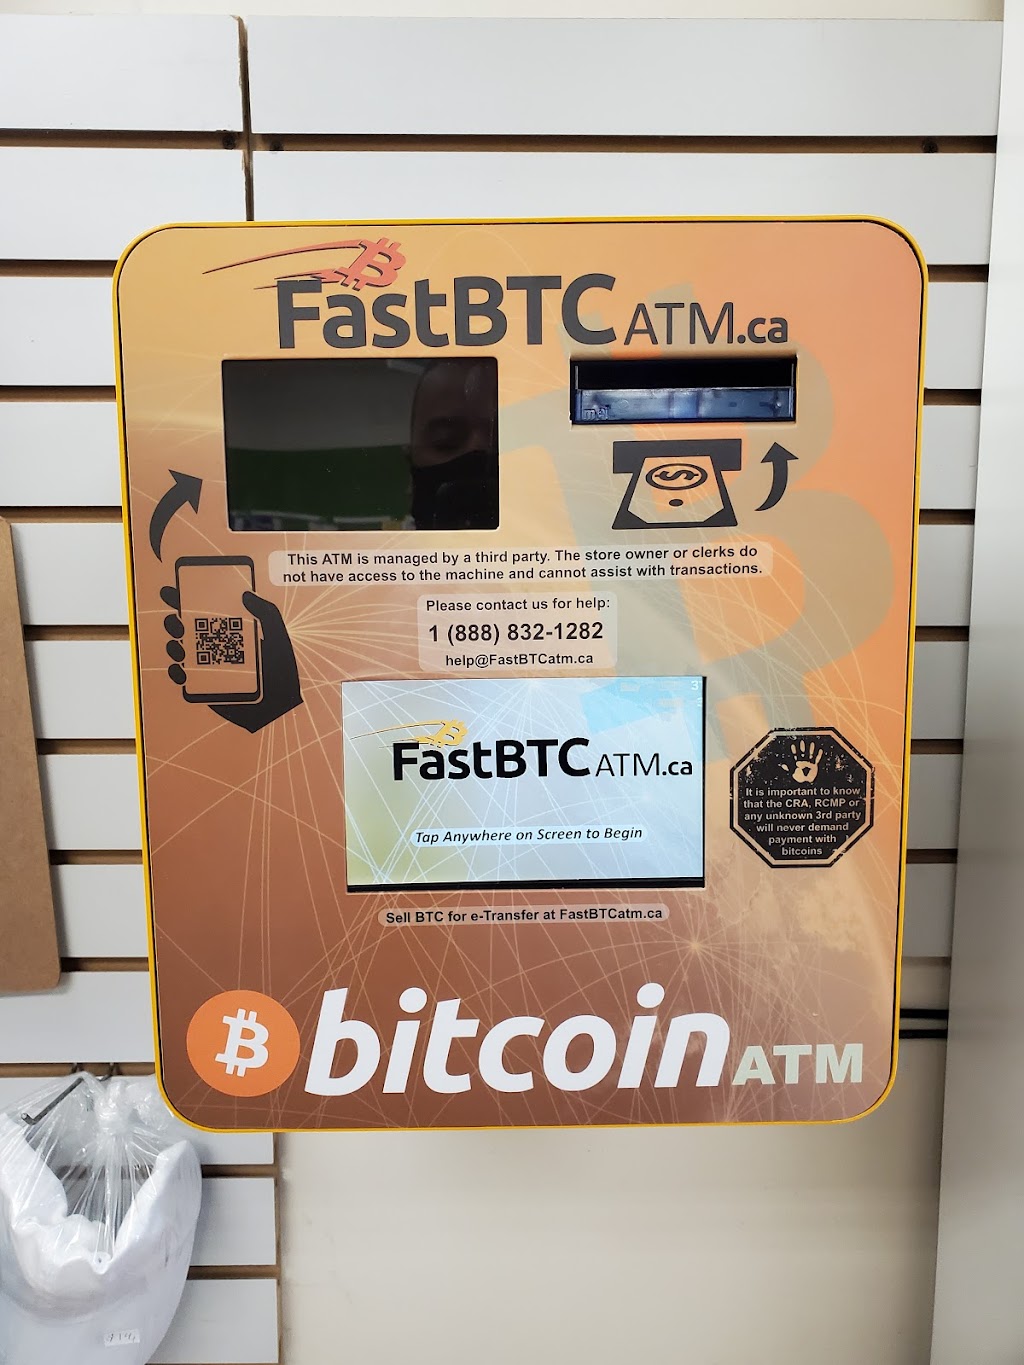 FastBTC ATM.ca
This ATM is managed by a third party. The store owner or clerks do
not have access to the machine and cannot assist with transactions.
Please contact us for help:
1 (888) 832-1282
help@FastBTCatm.ca
3
FastBTC ATM.ca
Tap Anywhere on Screen to Begin
It is important to know
that the CRA, RCMP or
any unknown 3rd party
will never demand
payment with
bitcoins
Sell BTC for e-Transfer at FastBTCatm.ca
bitcoin ATM